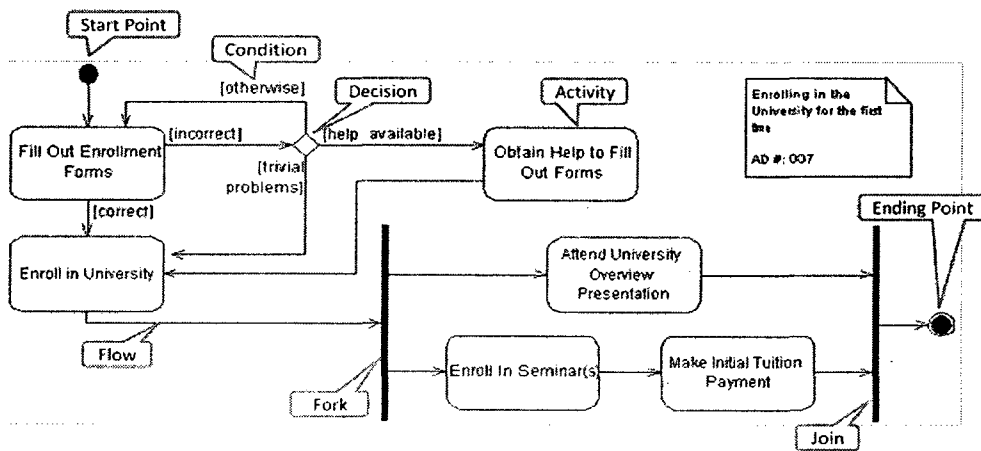 Start Point
Condition
[otherwise]
Decision
Activity
Enrolling in the
University for the first
time
AD #: 007
[incorrect]
[help available]
Fill Out Enrollment
Forms
[trivial
problems]
Obtain Help to Fill
Out Forms
[correct]
Ending Point
Enroll in University
Attend University
Overview
Presentation
Flow
Enroll In Seminar(s)
Make Initial Tuition
Payment
Fork
Join